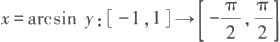 x = arcsin y : [-1, 1] → [-π/2, π/2]